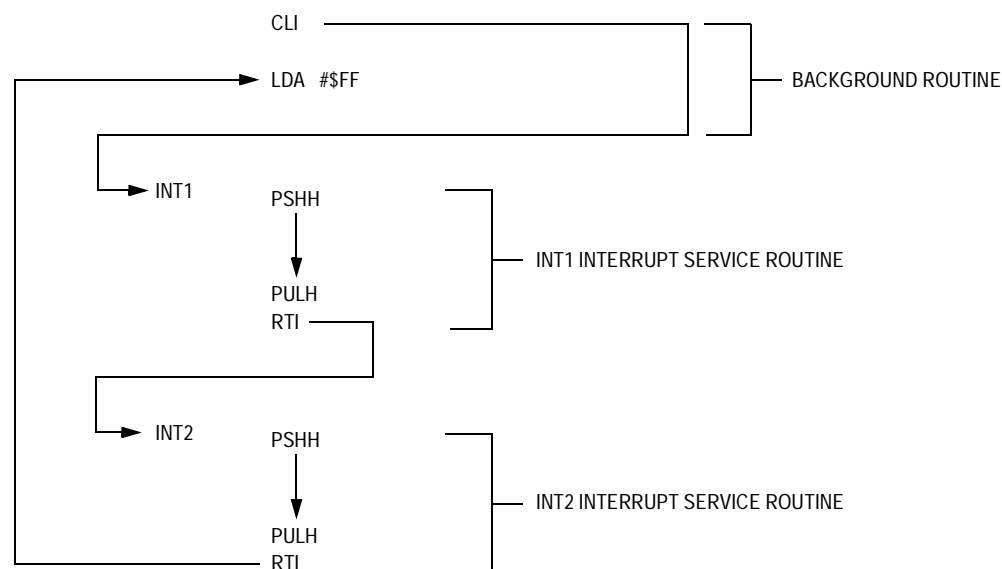 CLI
LDA #$FF
BACKGROUND ROUTINE
INT1
PSHH
INT1 INTERRUPT SERVICE ROUTINE
PULH
RTI
INT2
PSHH
INT2 INTERRUPT SERVICE ROUTINE
PULH
RTI